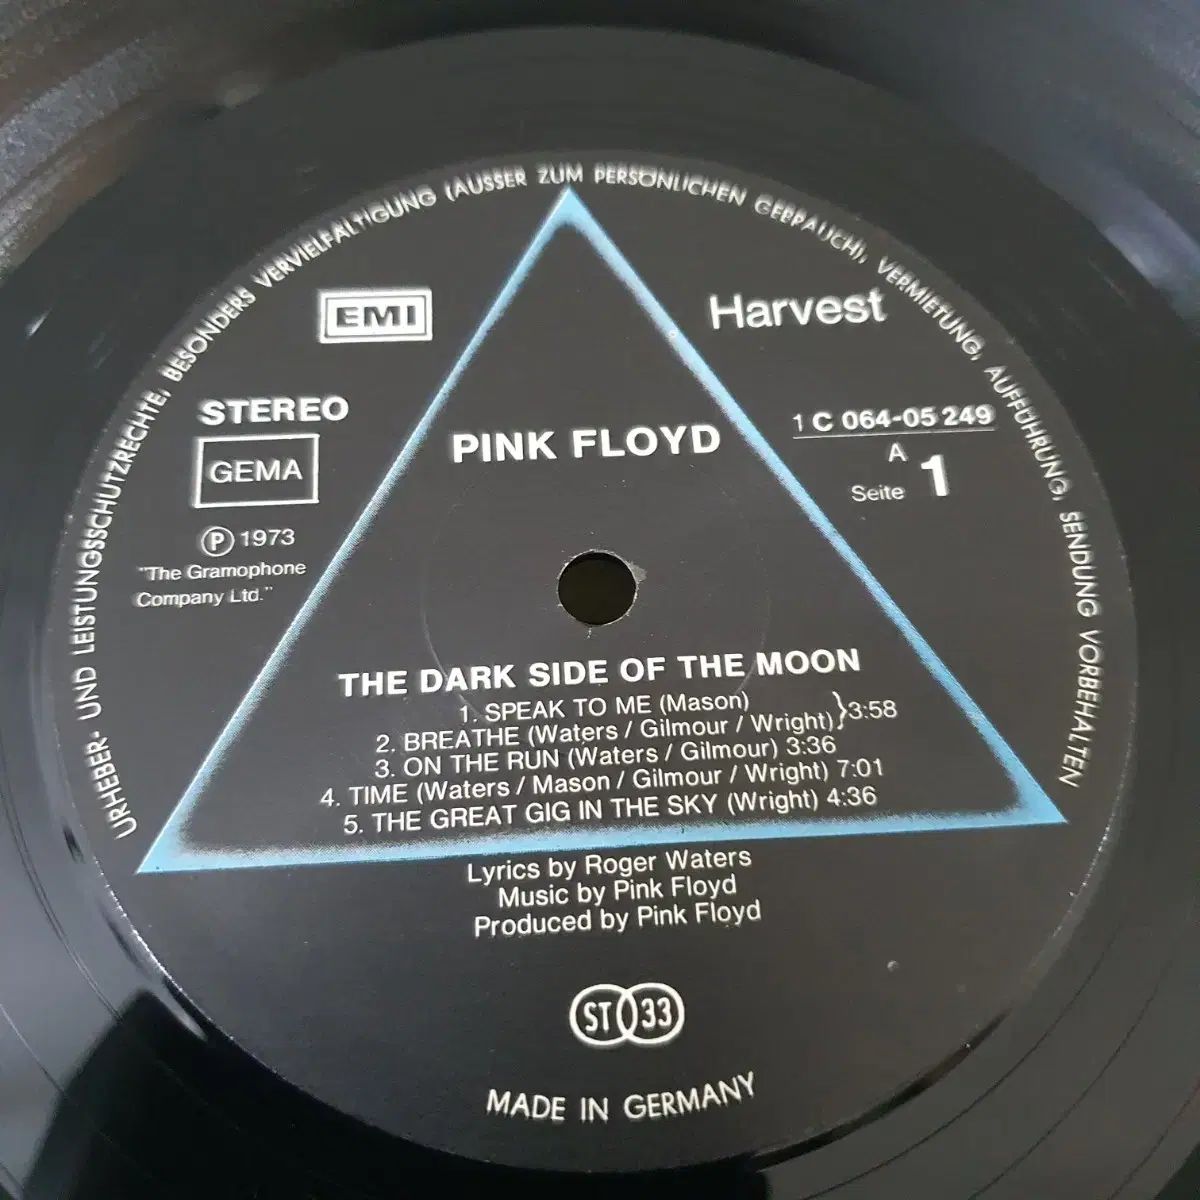 URHEBER- UND LEISTUNGSSCHUTZRECHTE, BESONDERS VERVIELFÄLTIGUNG (AUSSER ZUM PERSÖNLICHEN GEBRAUCH), VERMIETUNG, AUFFÜHRUNG, SENDUNG VORBEHALTEN
EMI
Harvest
STEREO
GEMA
Ⓟ 1973
"The Gramophone
Company Ltd."
PINK FLOYD
1 C 064-05 249
A
Seite 1
THE DARK SIDE OF THE MOON
1. SPEAK TO ME (Mason)
2. BREATHE (Waters / Gilmour / Wright) }3:58
3. ON THE RUN (Waters / Gilmour) 3:36
4. TIME (Waters / Mason / Gilmour / Wright) 7:01
5. THE GREAT GIG IN THE SKY (Wright) 4:36
Lyrics by Roger Waters
Music by Pink Floyd
Produced by Pink Floyd
ST 33
MADE IN GERMANY